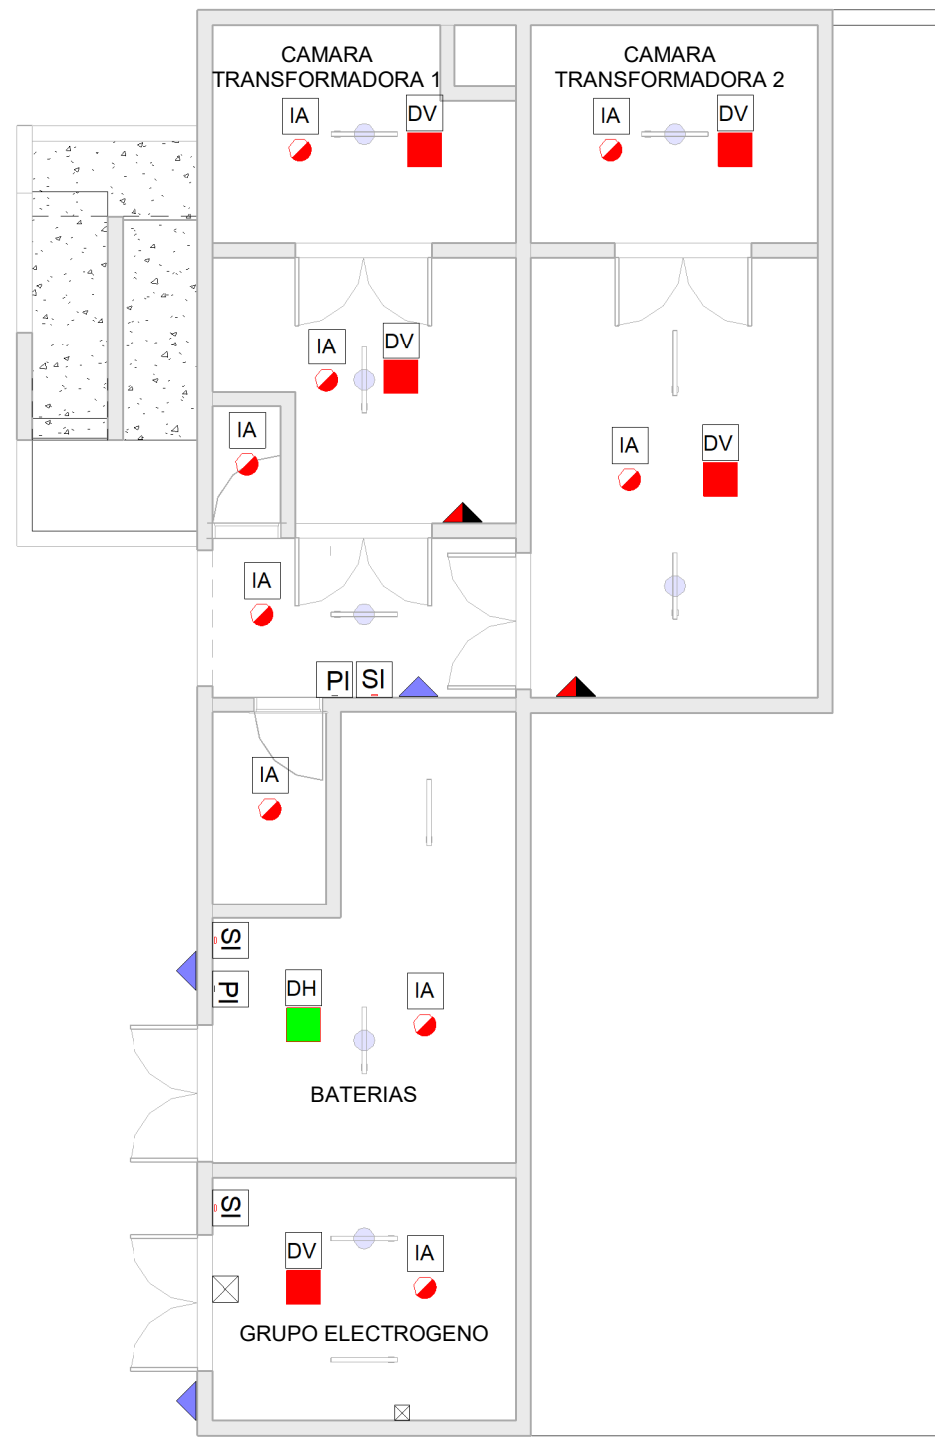 CAMARA
TRANSFORMADORA 1
CAMARA
TRANSFORMADORA 2
IA
DV
IA
DV
IA
DV
IA
IA
DV
IA
PI
SI
IA
SI
PI
DH
IA
BATERIAS
SI
DV
IA
GRUPO ELECTROGENO